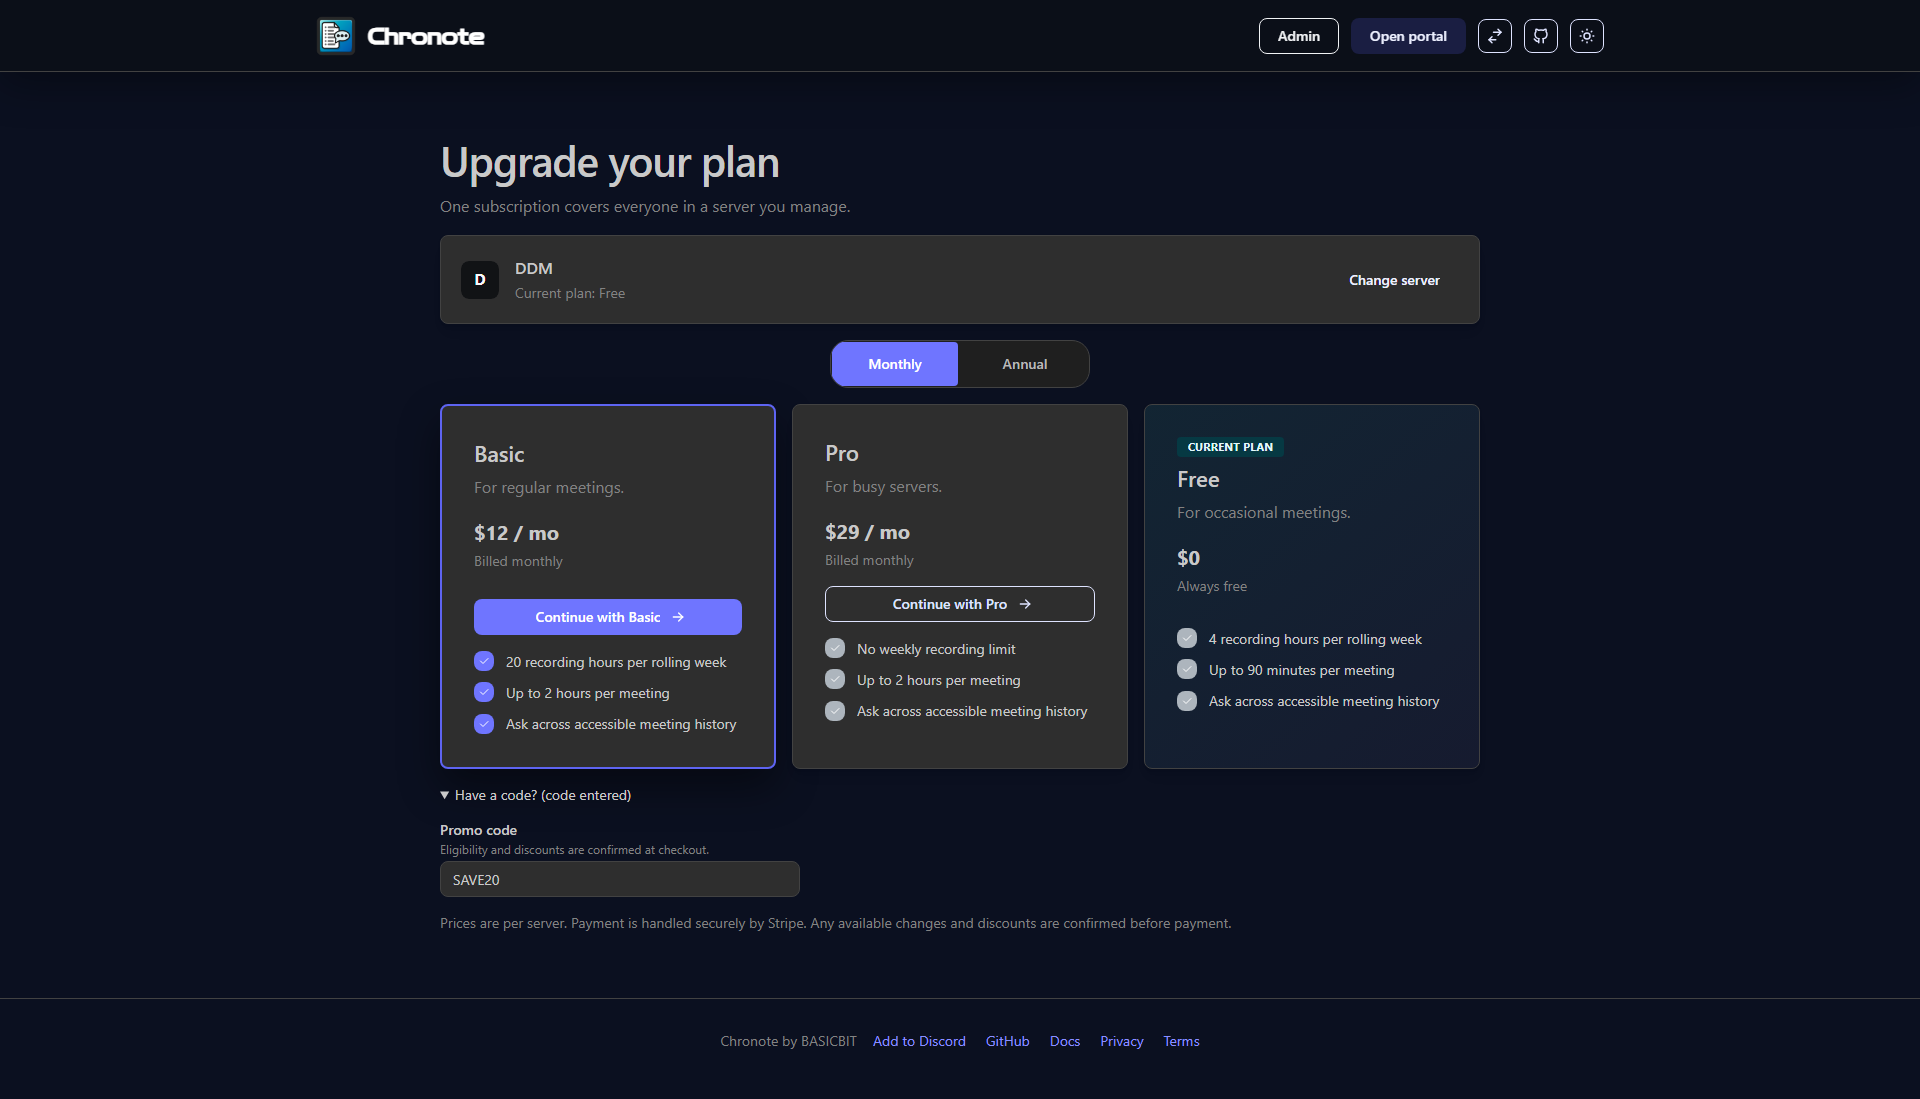 Chronote
Admin
Open portal
Upgrade your plan
One subscription covers everyone in a server you manage.
D
DDM
Current plan: Free
Change server
Monthly
Annual
Basic
For regular meetings.
$12 / mo
Billed monthly
Continue with Basic →
20 recording hours per rolling week
Up to 2 hours per meeting
Ask across accessible meeting history
Pro
For busy servers.
$29 / mo
Billed monthly
Continue with Pro →
No weekly recording limit
Up to 2 hours per meeting
Ask across accessible meeting history
CURRENT PLAN
Free
For occasional meetings.
$0
Always free
4 recording hours per rolling week
Up to 90 minutes per meeting
Ask across accessible meeting history
▼ Have a code? (code entered)
Promo code
Eligibility and discounts are confirmed at checkout.
SAVE20
Prices are per server. Payment is handled securely by Stripe. Any available changes and discounts are confirmed before payment.
Chronote by BASICBIT Add to Discord GitHub Docs Privacy Terms